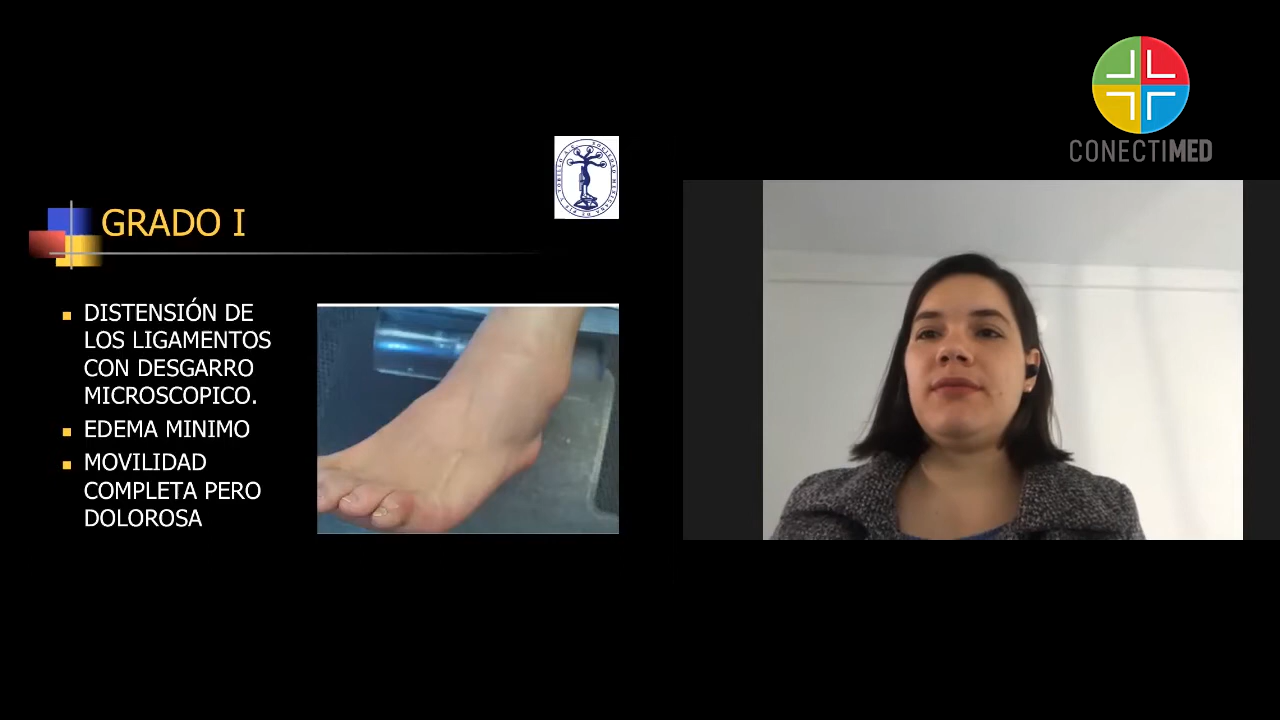 CONECTIMED
GRADO I
DISTENSIÓN DE
LOS LIGAMENTOS
CON DESGARRO
MICROSCOPICO.
EDEMA MINIMO
MOVILIDAD
COMPLETA PERO
DOLOROSA